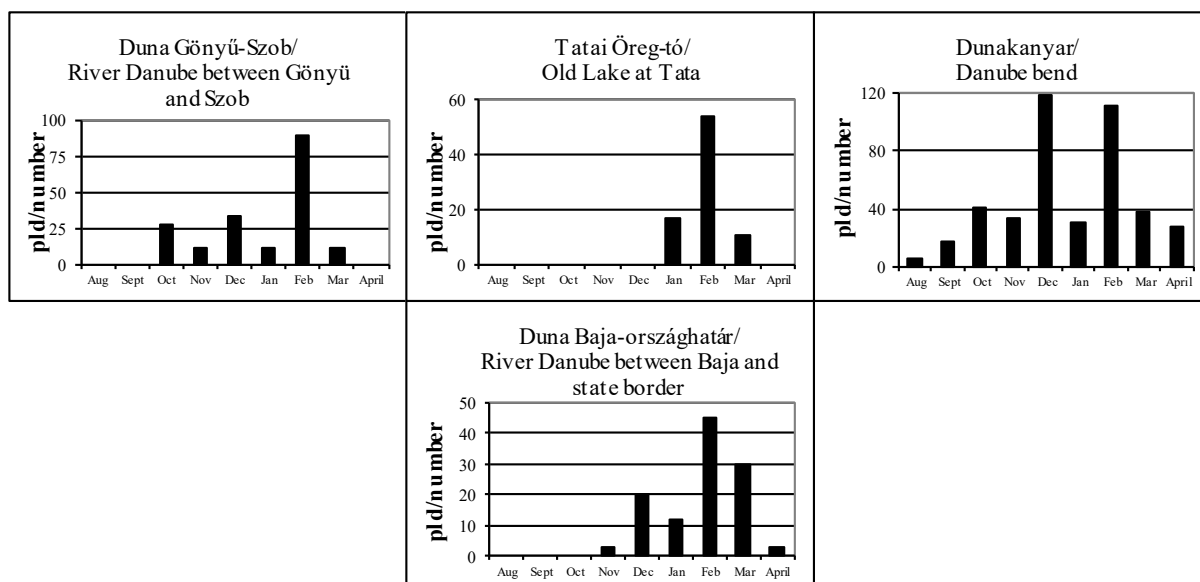 Duna Gönyű-Szob/
River Danube between Gönyü
and Szob
pld/number
100
75
50
25
0
Aug Sept Oct Nov Dec Jan Feb Mar April
Tatai Öreg-tó/
Old Lake at Tata
pld/number
60
40
20
0
Aug Sept Oct Nov Dec Jan Feb Mar April
Dunakanyar/
Danube bend
pld/number
120
80
40
0
Aug Sept Oct Nov Dec Jan Feb Mar April
Duna Baja-országhatár/
River Danube between Baja and
state border
pld/number
50
40
30
20
10
0
Aug Sept Oct Nov Dec Jan Feb Mar April